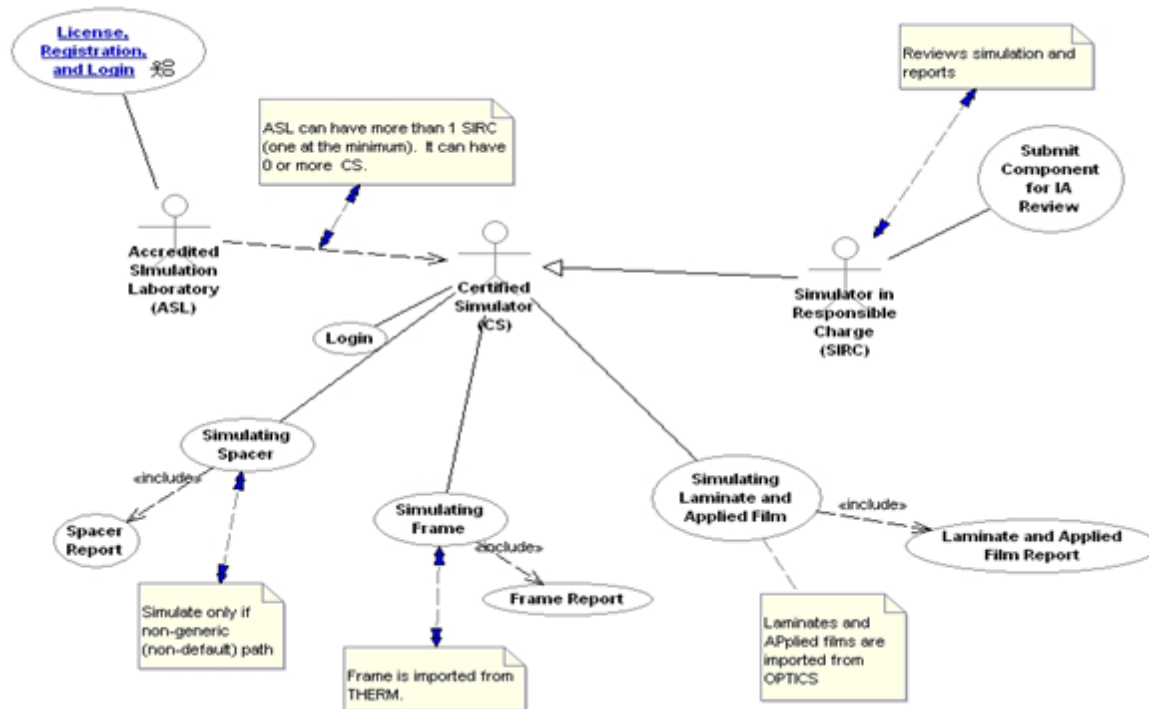 License,
Registration,
and Login
Reviews simulation and
reports
ASL can have more than 1 SIRC
(one at the minimum).  It can have
0 or more  CS.
Submit
Component
for IA
Review
Accredited
SImulation
Laboratory
(ASL)
Certified
Simulator
(CS)
Simulator in
Responsible
Charge
(SIRC)
Login
Simulating
Spacer
«include»
Spacer
Report
Simulate only if
non-generic
(non-default) path
Simulating
Frame
«include»
Frame Report
Frame is imported from
THERM.
Simulating
Laminate and
Applied Film
«include»
Laminate and Applied
Film Report
Laminates and
APplied films are
imported from
OPTICS